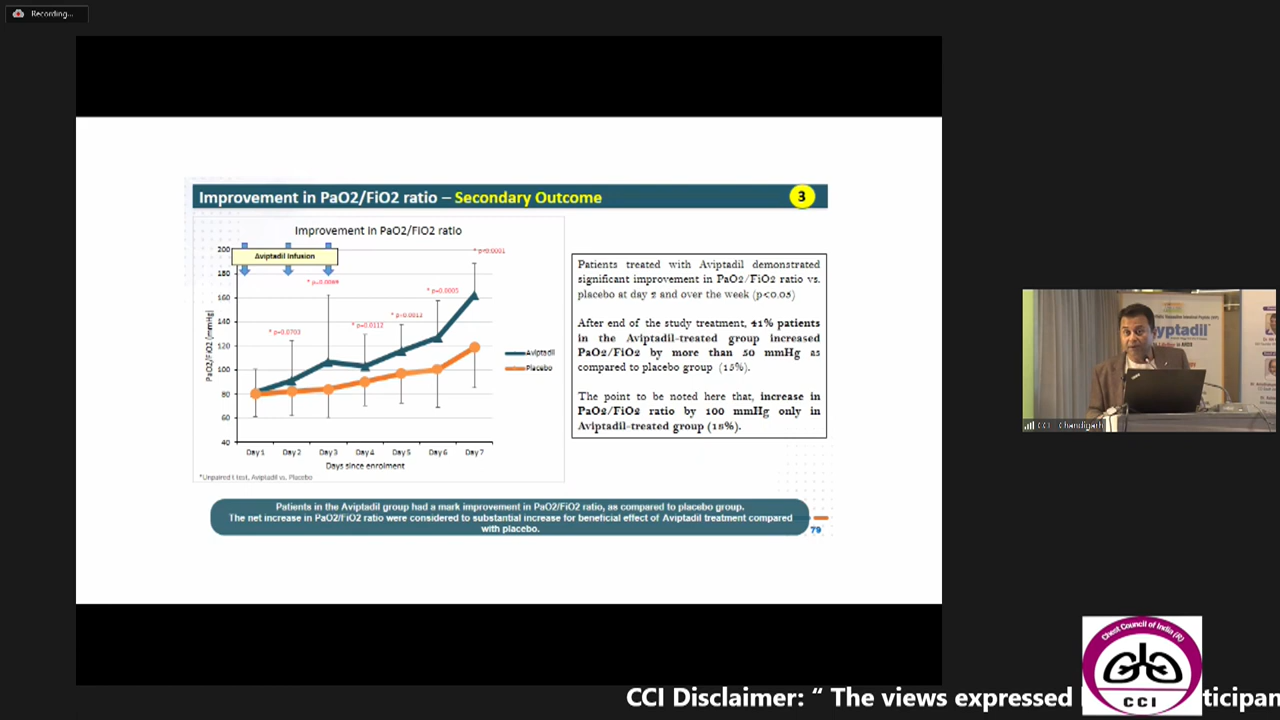 Recording...
Improvement in PaO2/FiO2 ratio – Secondary Outcome
3
Improvement in PaO2/FiO2 ratio
Aviptadil Infusion
200
180
160
140
120
100
80
60
40
PaO2/FiO2 (mmHg)
* p=0.0703
* p=0.0112
* p=0.0013
* p=0.0005
* p=0.0001
Aviptadil
Placebo
Day 1
Day 2
Day 3
Day 4
Day 5
Day 6
Day 7
Days since enrolment
*Unpaired t test, Aviptadil vs. Placebo
Patients treated with Aviptadil demonstrated
significant improvement in PaO2/FiO2 ratio vs.
placebo at day 2 and over the week (p<0.05)
After end of the study treatment, 41% patients
in the Aviptadil-treated group increased
PaO2/FiO2 by more than 50 mmHg as
compared to placebo group (15%).
The point to be noted here that, increase in
PaO2/FiO2 ratio by 100 mmHg only in
Aviptadil-treated group (18%).
Patients in the Aviptadil group had a mark improvement in PaO2/FiO2 ratio, as compared to placebo group.
The net increase in PaO2/FiO2 ratio were considered to substantial increase for beneficial effect of Aviptadil treatment compared
with placebo.
79
yptadil
CCI Chandigarh
Chest Council of India (R)
CCI
CCI Disclaimer: “ The views expressed ticipan